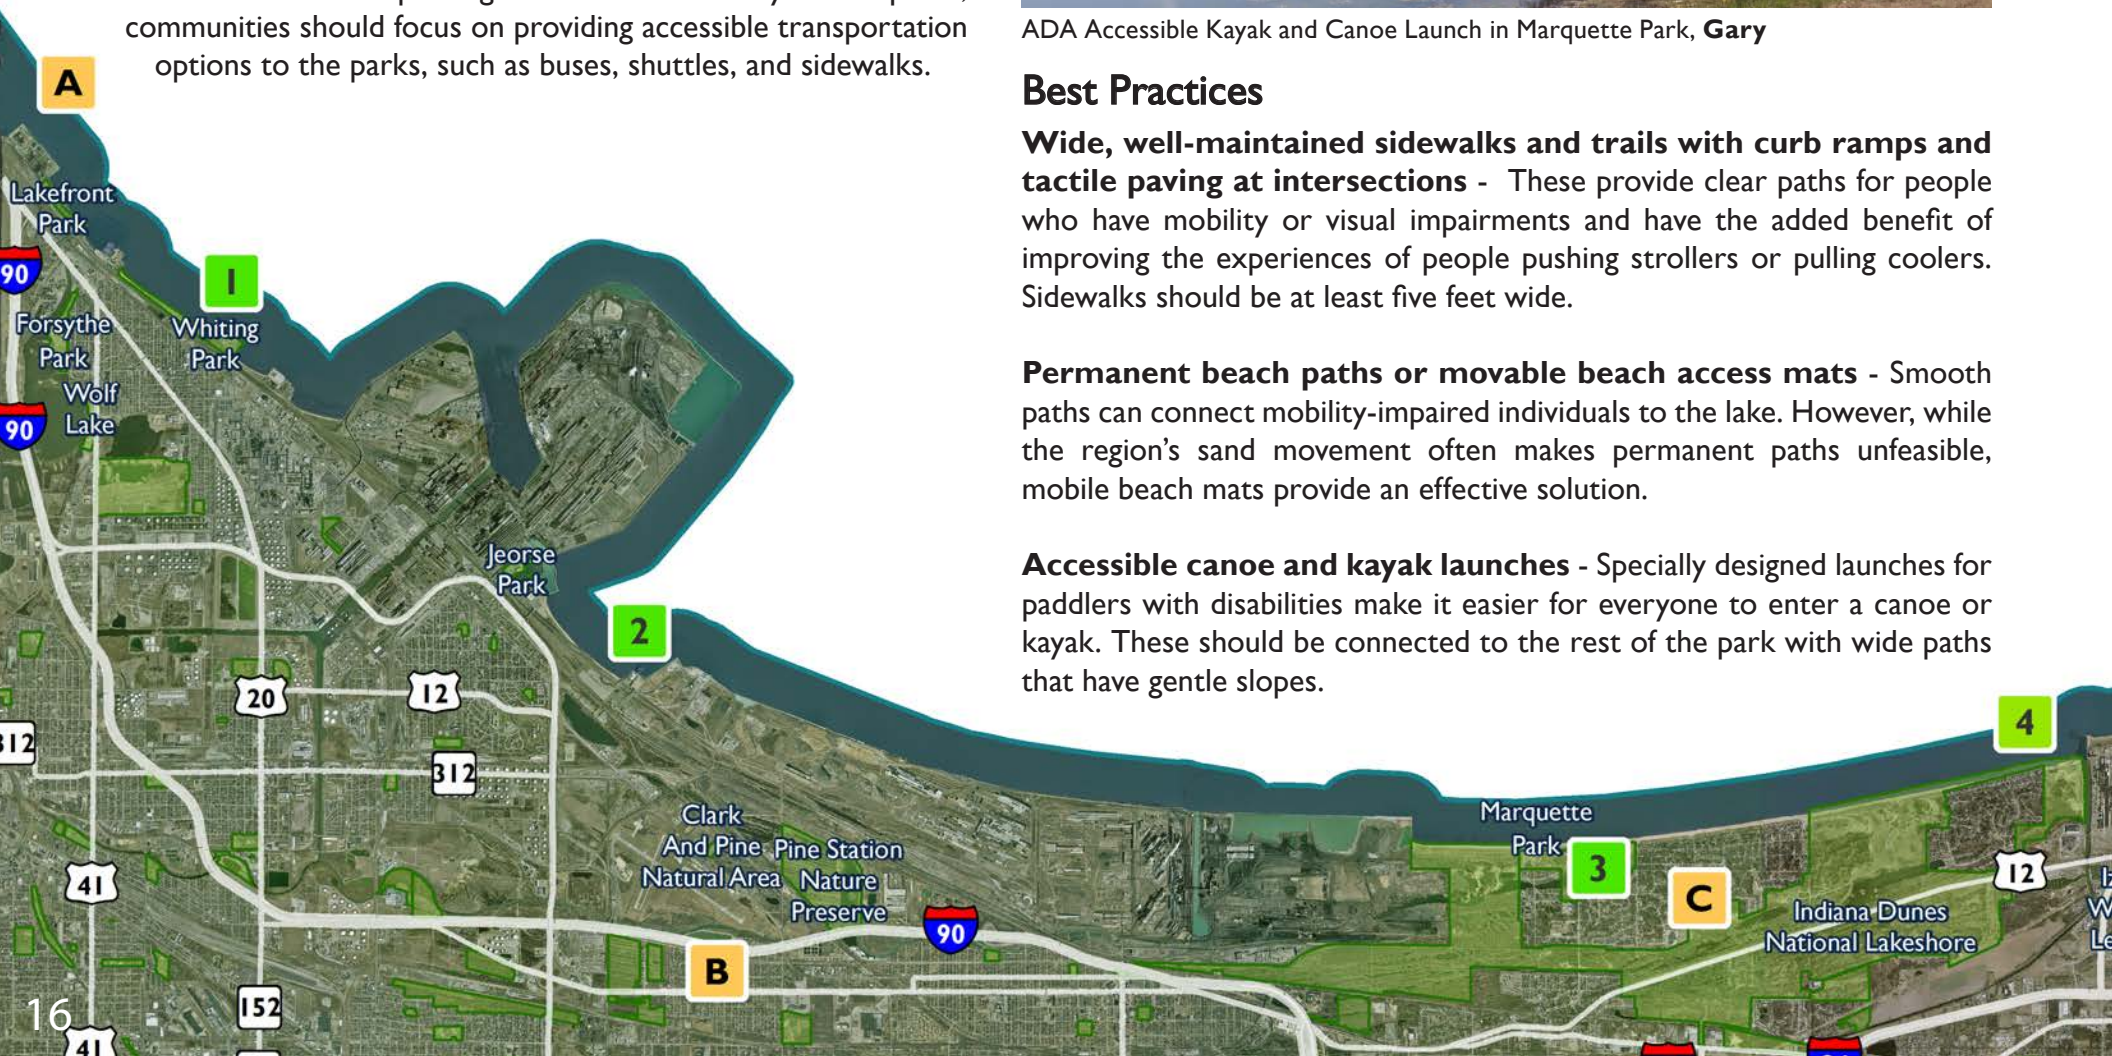 communities should focus on providing accessible transportation
options to the parks, such as buses, shuttles, and sidewalks.
ADA Accessible Kayak and Canoe Launch in Marquette Park, Gary
Best Practices
Wide, well-maintained sidewalks and trails with curb ramps and
tactile paving at intersections - These provide clear paths for people
who have mobility or visual impairments and have the added benefit of
improving the experiences of people pushing strollers or pulling coolers.
Sidewalks should be at least five feet wide.
Permanent beach paths or movable beach access mats - Smooth
paths can connect mobility-impaired individuals to the lake. However, while
the region's sand movement often makes permanent paths unfeasible,
mobile beach mats provide an effective solution.
Accessible canoe and kayak launches - Specially designed launches for
paddlers with disabilities make it easier for everyone to enter a canoe or
kayak. These should be connected to the rest of the park with wide paths
that have gentle slopes.
A
Lakefront
Park
90
1
Forsythe
Park
Whiting
Park
Wolf
Lake
90
Jeorse
Park
2
20
12
312
312
4
Marquette
Park
3
C
12
Clark
And Pine
Natural Area
Pine Station
Nature
Preserve
41
90
Indiana Dunes
National Lakeshore
B
152
16
41